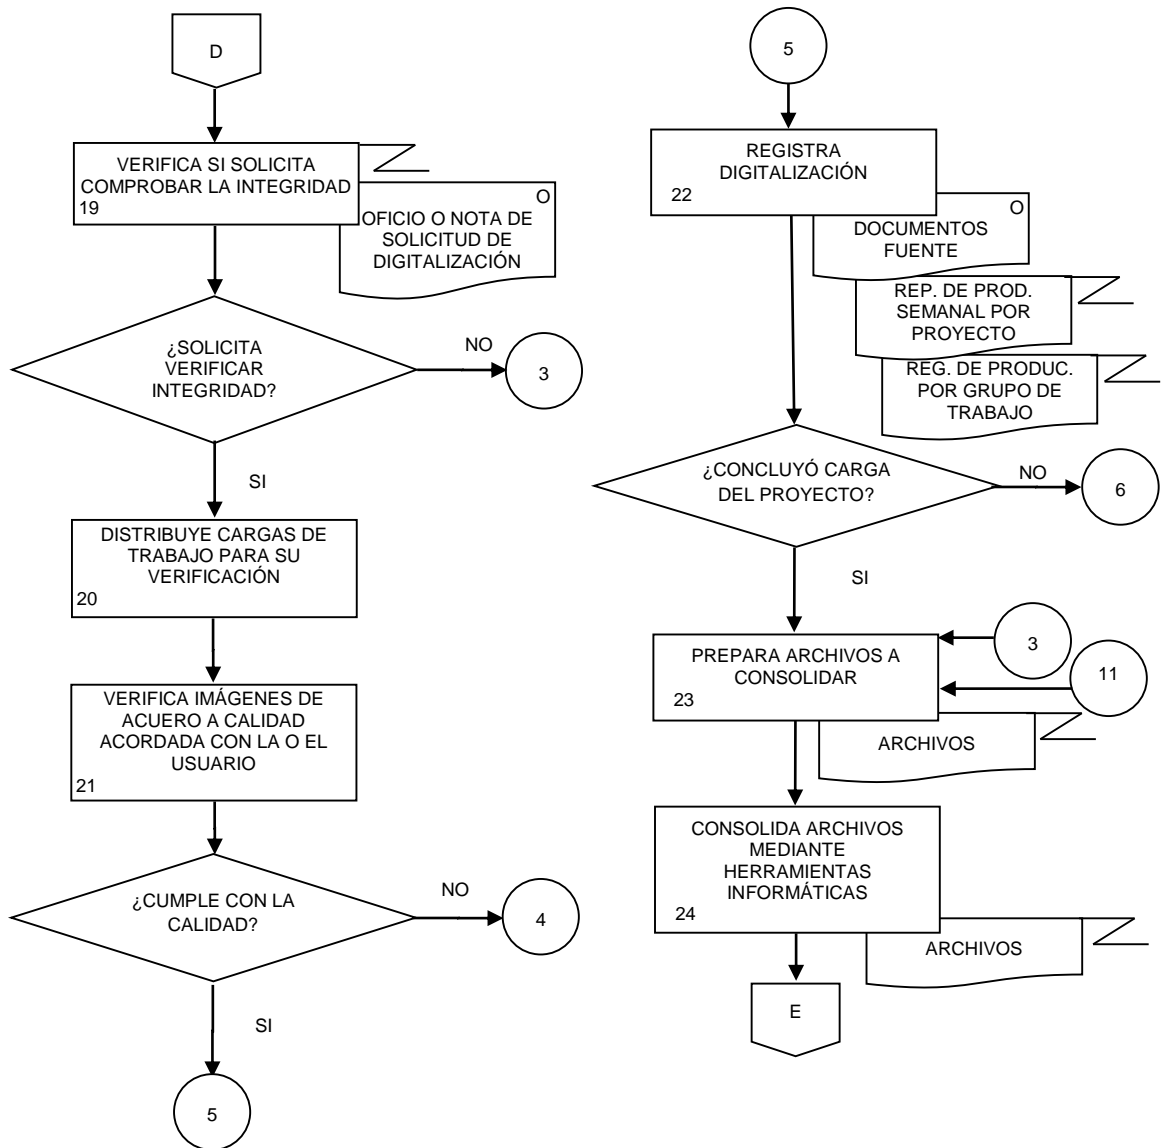 D
VERIFICA SI SOLICITA
COMPROBAR LA INTEGRIDAD
19
O
OFICIO O NOTA DE
SOLICITUD DE
DIGITALIZACIÓN
¿SOLICITA
VERIFICAR
INTEGRIDAD?
NO
3
SI
DISTRIBUYE CARGAS DE
TRABAJO PARA SU
VERIFICACIÓN
20
VERIFICA IMÁGENES DE
ACUERO A CALIDAD
ACORDADA CON LA O EL
USUARIO
21
¿CUMPLE CON LA
CALIDAD?
NO
4
SI
5
5
REGISTRA
DIGITALIZACIÓN
22
O
DOCUMENTOS
FUENTE
REP. DE PROD.
SEMANAL POR
PROYECTO
REG. DE PRODUC.
POR GRUPO DE
TRABAJO
¿CONCLUYÓ CARGA
DEL PROYECTO?
NO
6
SI
PREPARA ARCHIVOS A
CONSOLIDAR
23
3
11
ARCHIVOS
CONSOLIDA ARCHIVOS
MEDIANTE
HERRAMIENTAS
INFORMÁTICAS
24
ARCHIVOS
E